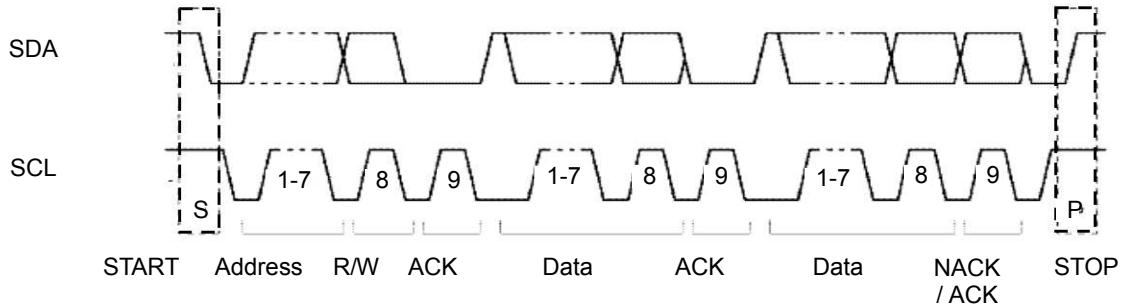 SDA
SCL
1-7 8 9 1-7 8 9 1-7 8 9
S P
START Address R/W ACK Data ACK Data NACK / ACK STOP